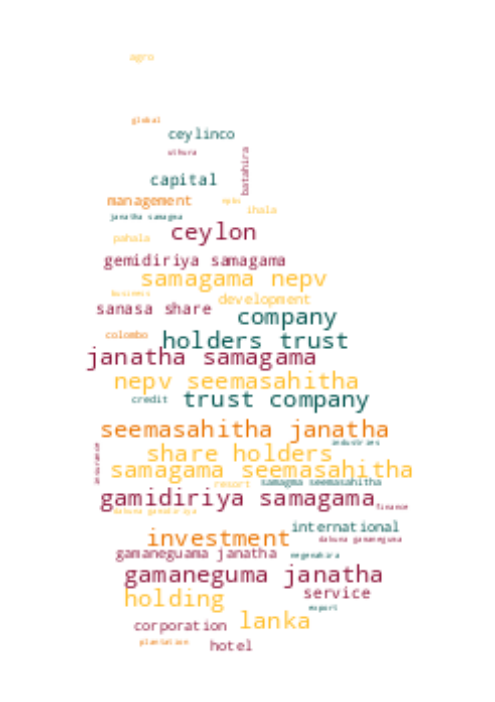 agro
global
ceylinco
uthura
batahira
capital
management
nepv
ihala
janatha samagma
pahala
ceylon
gemidiriya samagama
samagama nepv
business
development
sanasa share
company
colombo
holders trust
janatha samagama
nepv seemasahitha
credit
trust company
seemasahitha janatha
industries
share holders
insurance
samagama seemasahitha
resort
samagma seemasahitha
gamidiriya samagama
finance
dakuna gamidiriya
international
investment
dakuna gamaneguma
gamaneguama janatha
negenahira
gamaneguma janatha
service
holding
export
lanka
corporation
plantation
hotel